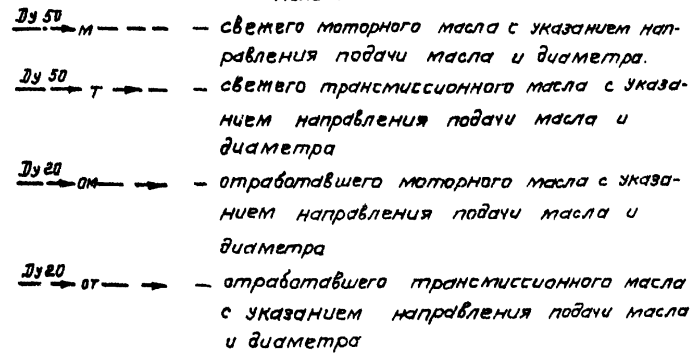 Ду 50 М – свежего моторного масла с указанием нап-
равления подачи масла и диаметра.
Ду 50 Т – свежего трансмиссионного масла с указа-
нием направления подачи масла и
диаметра
Ду 20 ОМ – отработавшего моторного масла с указа-
нием направления подачи масла и
диаметра
Ду 20 ОТ – отработавшего трансмиссионного масла
с указанием направления подачи масла
и диаметра